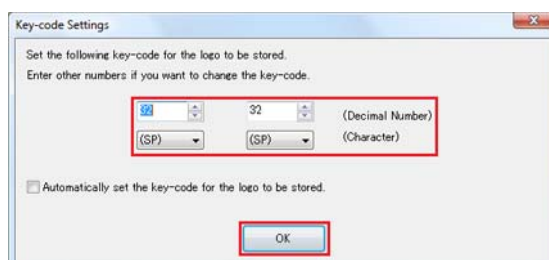 Key-code Settings
Set the following key-code for the logo to be stored.
Enter other numbers if you want to change the key-code.
32 32 (Decimal Number)
(SP) (SP) (Character)
Automatically set the key-code for the logo to be stored.
OK